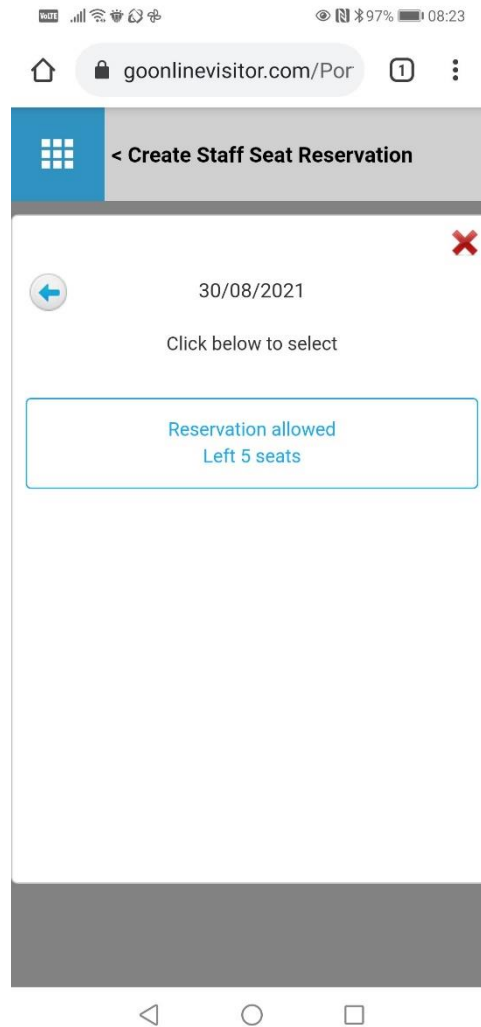 VoLTE 97% 08:23
goonlinevisitor.com/Por 1
< Create Staff Seat Reservation
30/08/2021
Click below to select
Reservation allowed
Left 5 seats